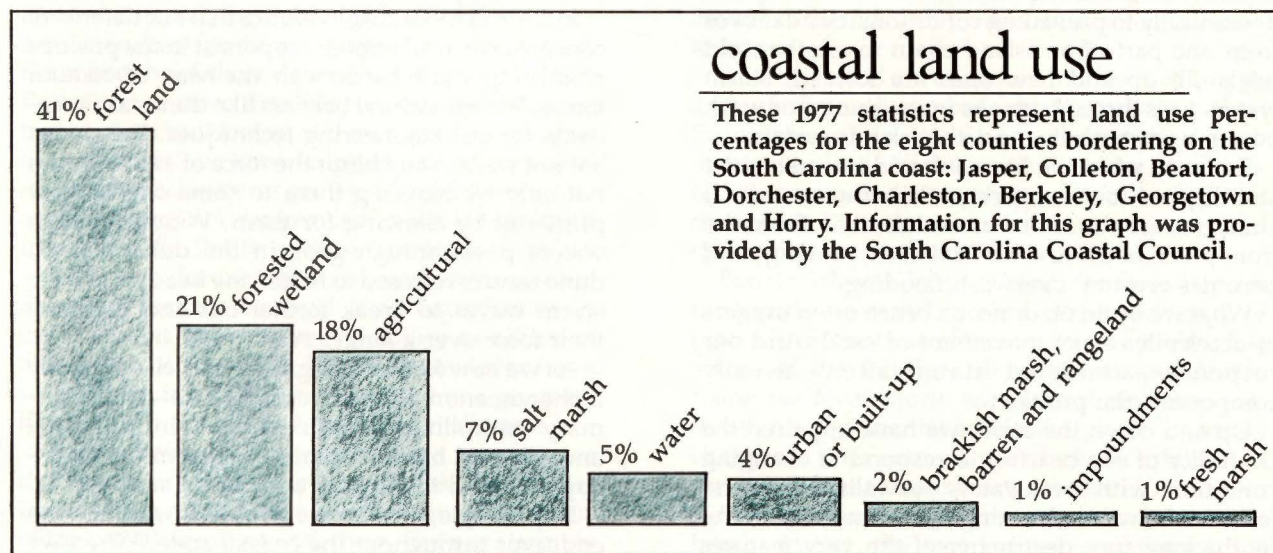 coastal land use
These 1977 statistics represent land use per-
centages for the eight counties bordering on the
South Carolina coast: Jasper, Colleton, Beaufort,
Dorchester, Charleston, Berkeley, Georgetown
and Horry. Information for this graph was pro-
vided by the South Carolina Coastal Council.
41% forest
land
21% forested
wetland
18% agricultural
7% salt
marsh
5% water
4% urban
or built-up
2% brackish marsh,
barren and rangeland
1% impoundments
1% fresh
marsh